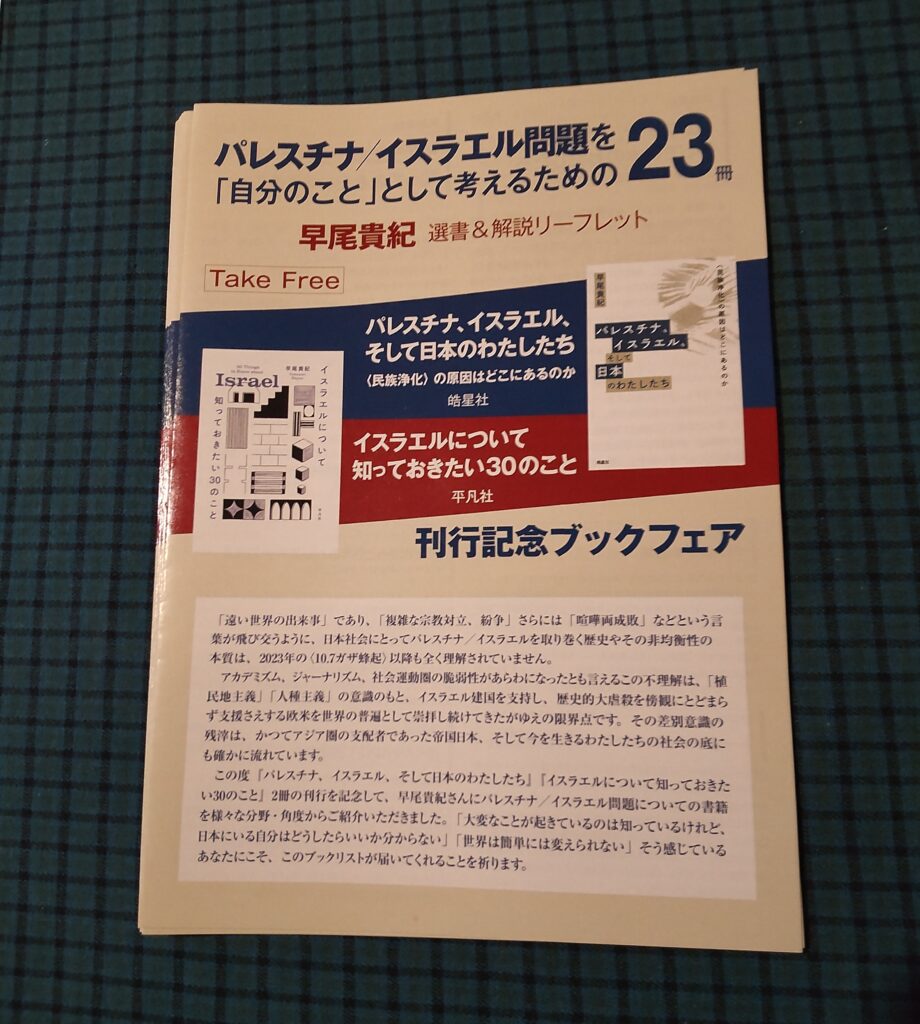 パレスチナ/イスラエル問題を
「自分のこと」として考えるための23冊
早尾貴紀 選書&解説リーフレット
Take Free
パレスチナ、イスラエル、
そして日本のわたしたち
〈民族浄化〉の原因はどこにあるのか
皓星社
早尾貴紀
〈民族浄化〉の原因はどこにあるのか
パレスチナ、
イスラエル、
そして
日本
のわたしたち
皓星社
イスラエルについて
知っておきたい30のこと
平凡社
30 Things
to Know about
Israel
早尾貴紀
イスラエルについて
知っておきたい30のこと
平凡社
刊行記念ブックフェア
「遠い世界の出来事」であり、「複雑な宗教対立、紛争」さらには「喧嘩両成敗」などという言
葉が飛び交うように、日本社会にとってパレスチナ/イスラエルを取り巻く歴史やその非均衡性の
本質は、2023年の〈10.7ガザ蜂起〉以降も全く理解されていません。
アカデミズム、ジャーナリズム、社会運動圏の脆弱性があらわになったとも言えるこの不理解は、「植
民地主義」「人種主義」の意識のもと、イスラエル建国を支持し、歴史的大虐殺を傍観にとどまら
ず支援さえする欧米を世界の普遍として崇拝し続けてきたがゆえの限界点です。その差別意識の
残滓は、かつてアジア圏の支配者であった帝国日本、そして今を生きるわたしたちの社会の底に
も確かに流れています。
この度『パレスチナ、イスラエル、そして日本のわたしたち』『イスラエルについて知っておきた
い30のこと』2冊の刊行を記念して、早尾貴紀さんにパレスチナ/イスラエル問題についての書籍
を様々な分野・角度からご紹介いただきました。「大変なことが起きているのは知っているけれど、
日本にいる自分はどうしたらいいか分からない」「世界は簡単には変えられない」そう感じている
あなたにこそ、このブックリストが届いてくれることを祈ります。